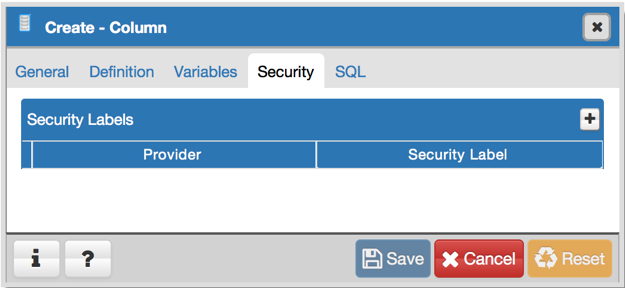 Create - Column
General Definition Variables Security SQL
Security Labels
Provider Security Label
i ? Save Cancel Reset